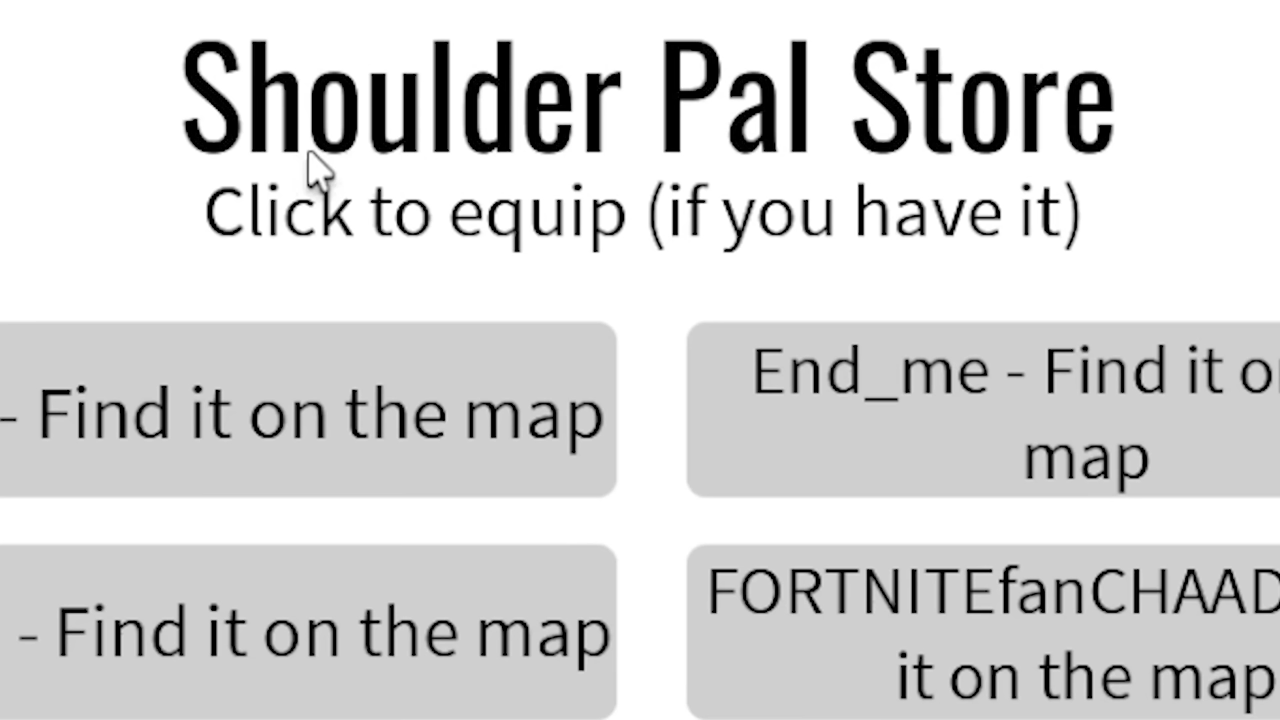 Shoulder Pal Store
Click to equip (if you have it)
- Find it on the map
End_me - Find it o
map
- Find it on the map
FORTNITEfanCHAAD
it on the map